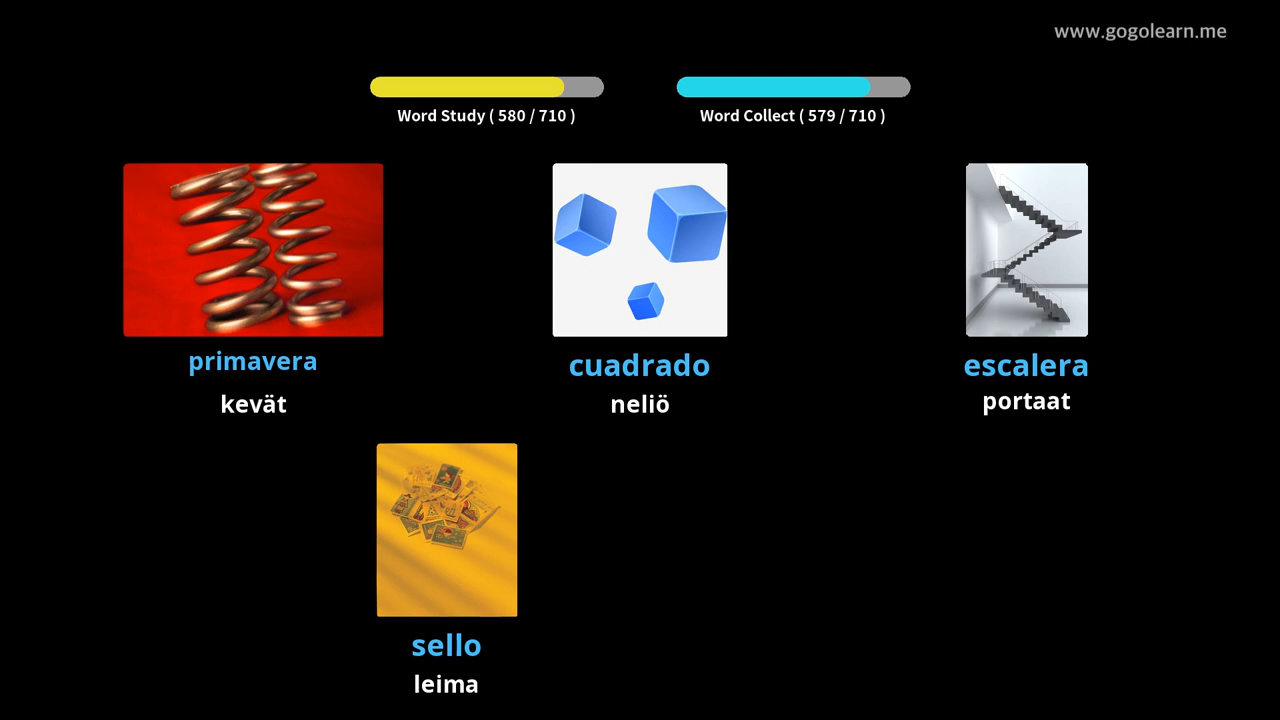 www.gogolearn.me
Word Study ( 580 / 710 )
Word Collect ( 579 / 710 )
primavera
kevät
cuadrado
neliö
escalera
portaat
sello
leima